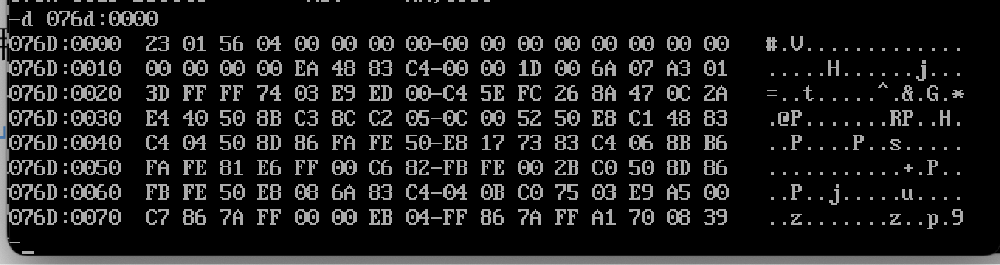 -d 076d:0000
076D:0000 23 01 56 04 00 00 00 00-00 00 00 00 00 00 00 00 #.V.............
076D:0010 00 00 00 00 EA 48 83 C4-00 00 1D 00 6A 07 A3 01 .....H......j...
076D:0020 3D FF FF 74 03 E9 ED 00-C4 5E FC 26 8A 47 0C 2A =..t.....^.&.G.*
076D:0030 E4 40 50 8B C3 8C C2 05-0C 00 52 50 E8 C1 48 83 .@P.......RP..H.
076D:0040 C4 04 50 8D 86 FA FE 50-E8 17 73 83 C4 06 8B B6 ..P....P..s.....
076D:0050 FA FE 81 E6 FF 00 C6 82-FB FE 00 2B C0 50 8D 86 ...........+.P..
076D:0060 FB FE 50 E8 08 6A 83 C4-04 0B C0 75 03 E9 A5 00 ..P..j.....u....
076D:0070 C7 86 7A FF 00 00 EB 04-FF 86 7A FF A1 70 08 39 ..z.......z..p.9
-